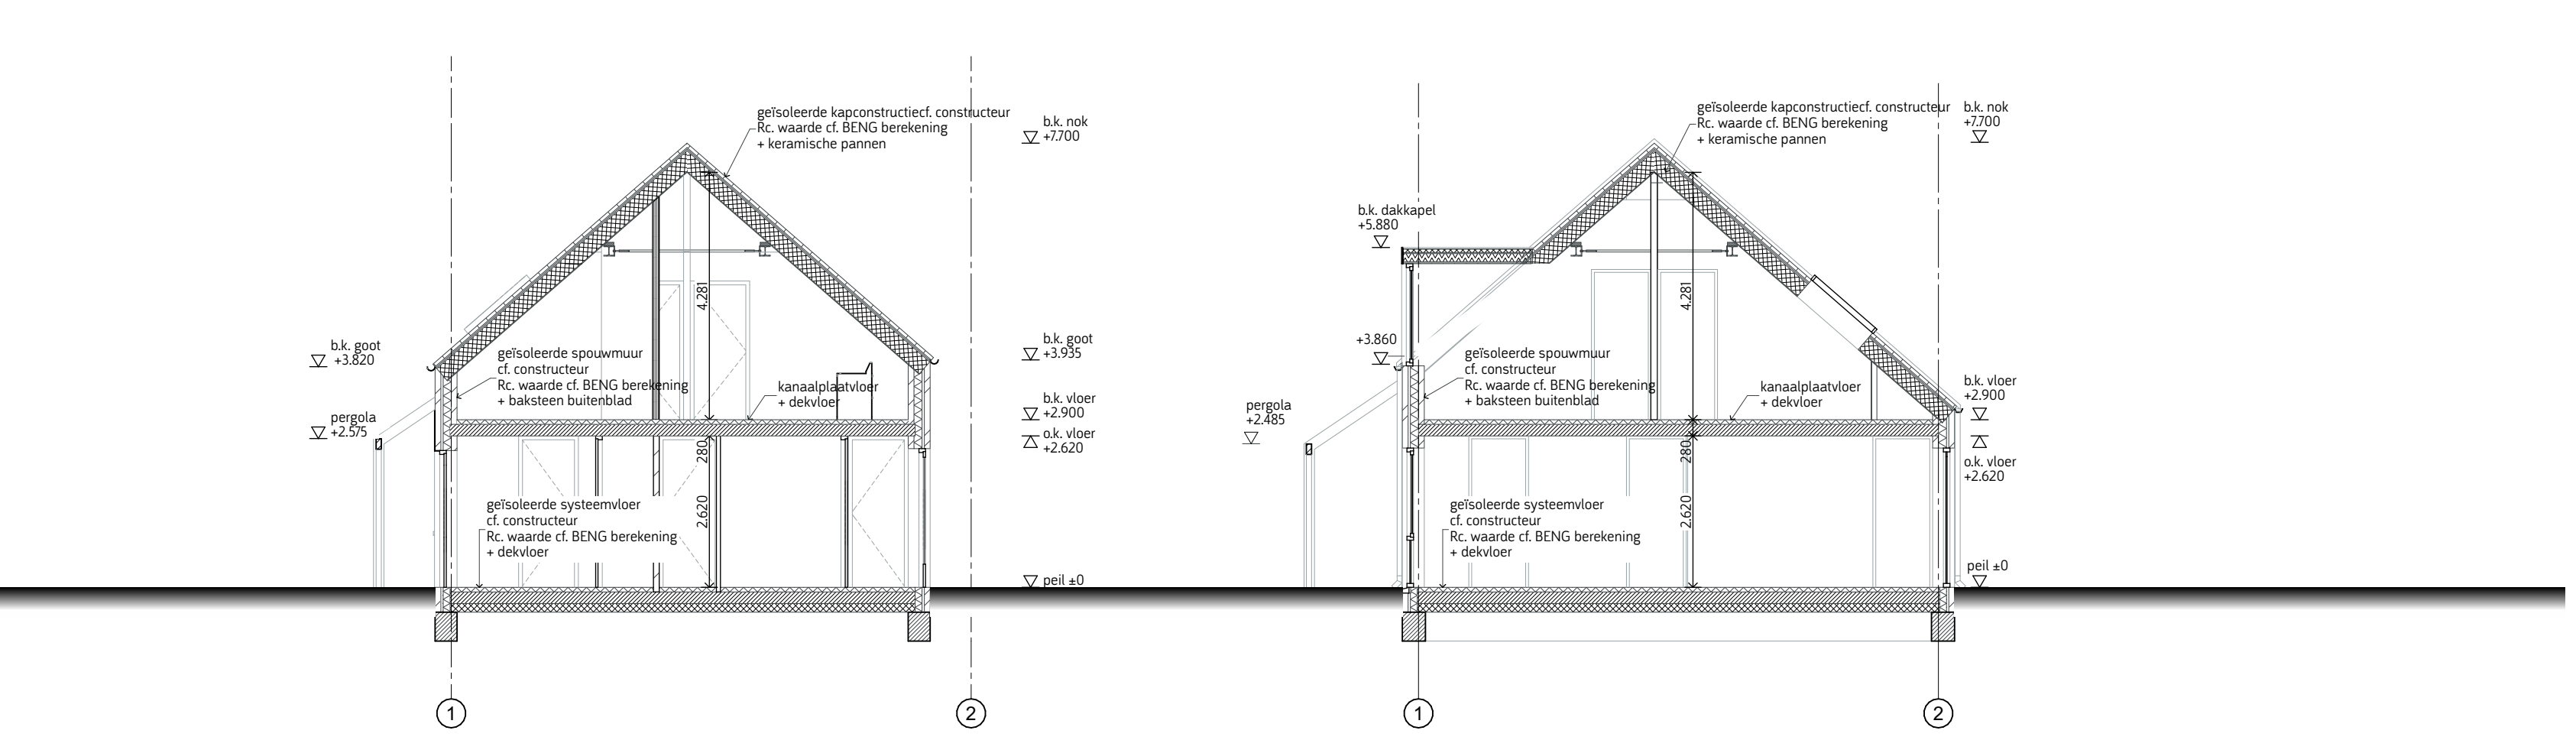 geïsoleerde kapconstructiecf. constructeur
Rc. waarde cf. BENG berekening
+ keramische pannen
b.k. nok
+7.700
b.k. goot
+3.820
pergola
+2.575
geïsoleerde spouwmuur
cf. constructeur
Rc. waarde cf. BENG berekening
+ baksteen buitenblad
4.281
kanaalplaatvloer
+ dekvloer
b.k. goot
+3.935
b.k. vloer
+2.900
o.k. vloer
+2.620
280
2.620
geïsoleerde systeemvloer
cf. constructeur
Rc. waarde cf. BENG berekening
+ dekvloer
peil ±0
1
2
geïsoleerde kapconstructiecf. constructeur
Rc. waarde cf. BENG berekening
+ keramische pannen
b.k. nok
+7.700
b.k. dakkapel
+5.880
+3.860
pergola
+2.485
geïsoleerde spouwmuur
cf. constructeur
Rc. waarde cf. BENG berekening
+ baksteen buitenblad
4.281
kanaalplaatvloer
+ dekvloer
b.k. vloer
+2.900
o.k. vloer
+2.620
280
2.620
geïsoleerde systeemvloer
cf. constructeur
Rc. waarde cf. BENG berekening
+ dekvloer
peil ±0
1
2